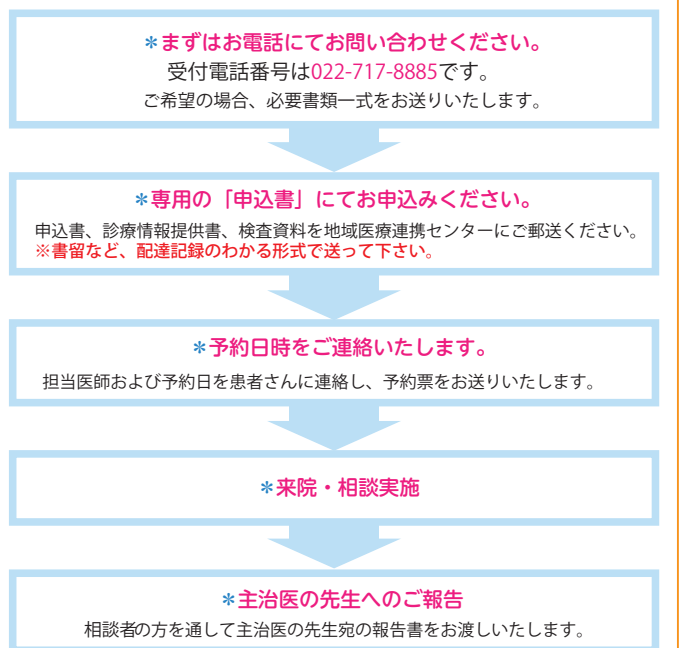 ＊まずはお電話にてお問い合わせください。
受付電話番号は022-717-8885です。
ご希望の場合、必要書類一式をお送りいたします。
＊専用の「申込書」にてお申込みください。
申込書、診療情報提供書、検査資料を地域医療連携センターにご郵送ください。
※書留など、配達記録のわかる形式で送って下さい。
＊予約日時をご連絡いたします。
担当医師および予約日を患者さんに連絡し、予約票をお送りいたします。
＊来院・相談実施
＊主治医の先生へのご報告
相談者の方を通して主治医の先生宛の報告書をお渡しいたします。